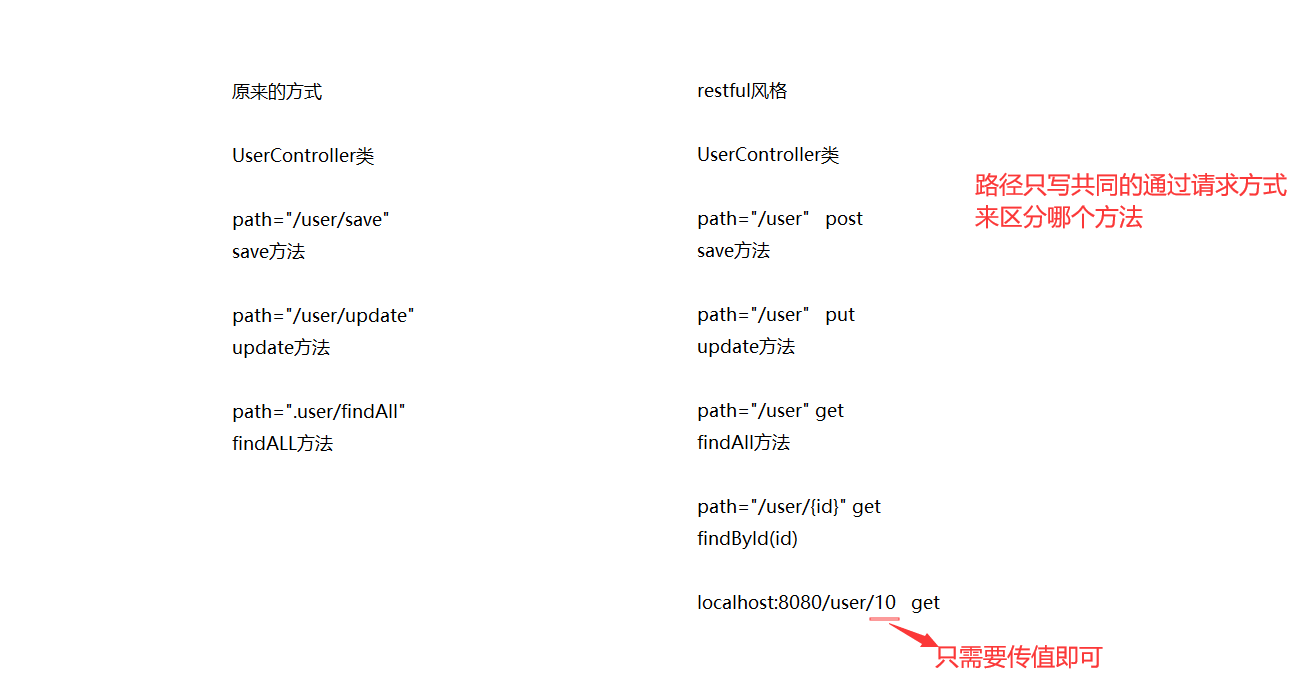 原来的方式
UserController类
path="/user/save"
save方法
path="/user/update"
update方法
path=".user/findAll"
findALL方法
restful风格
UserController类
path="/user" post
save方法
path="/user" put
update方法
path="/user" get
findAll方法
path="/user/{id}" get
findById(id)
localhost:8080/user/10 get
只需要传值即可
路径只写共同的通过请求方式
来区分哪个方法